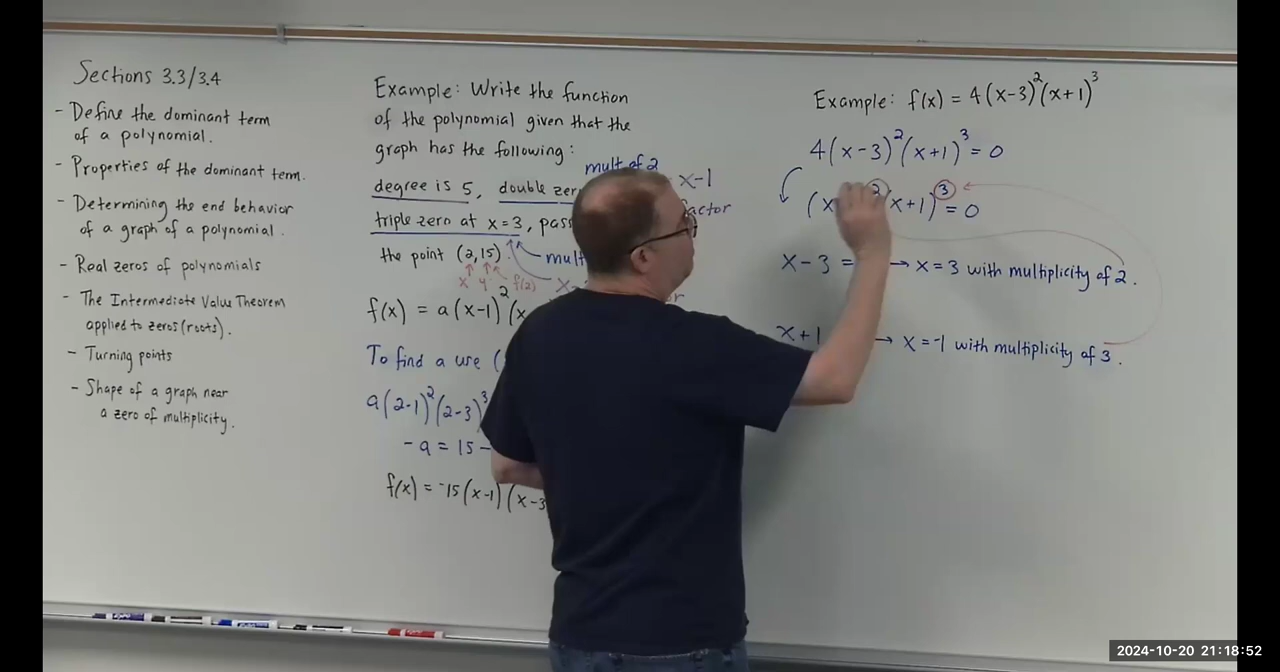 Sections 3.3/3.4
- Define the dominant term
of a polynomial.
- Properties of the dominant term.
- Determining the end behavior
of a graph of a polynomial.
- Real zeros of polynomials
- The Intermediate Value Theorem
applied to zeros (roots).
- Turning points
- Shape of a graph near
a zero of multiplicity.
Example: Write the function
of the polynomial given that the
graph has the following:
mult of 2
degree is 5, double zer
x-1
triple zero at x=3, pas
the point (2,15).
x y f(2)
f(x) = a(x-1)²(x
To find a use (
a(2-1)²(2-3)³
-a = 15
f(x) = -15(x-1)(x-3
Example: f(x) = 4(x-3)²(x+1)³
4(x-3)²(x+1)³ = 0
(x 2 x+1)³ = 0
x-3 = → x=3 with multiplicity of 2.
x+1 → x=-1 with multiplicity of 3.
2024-10-20 21:18:52